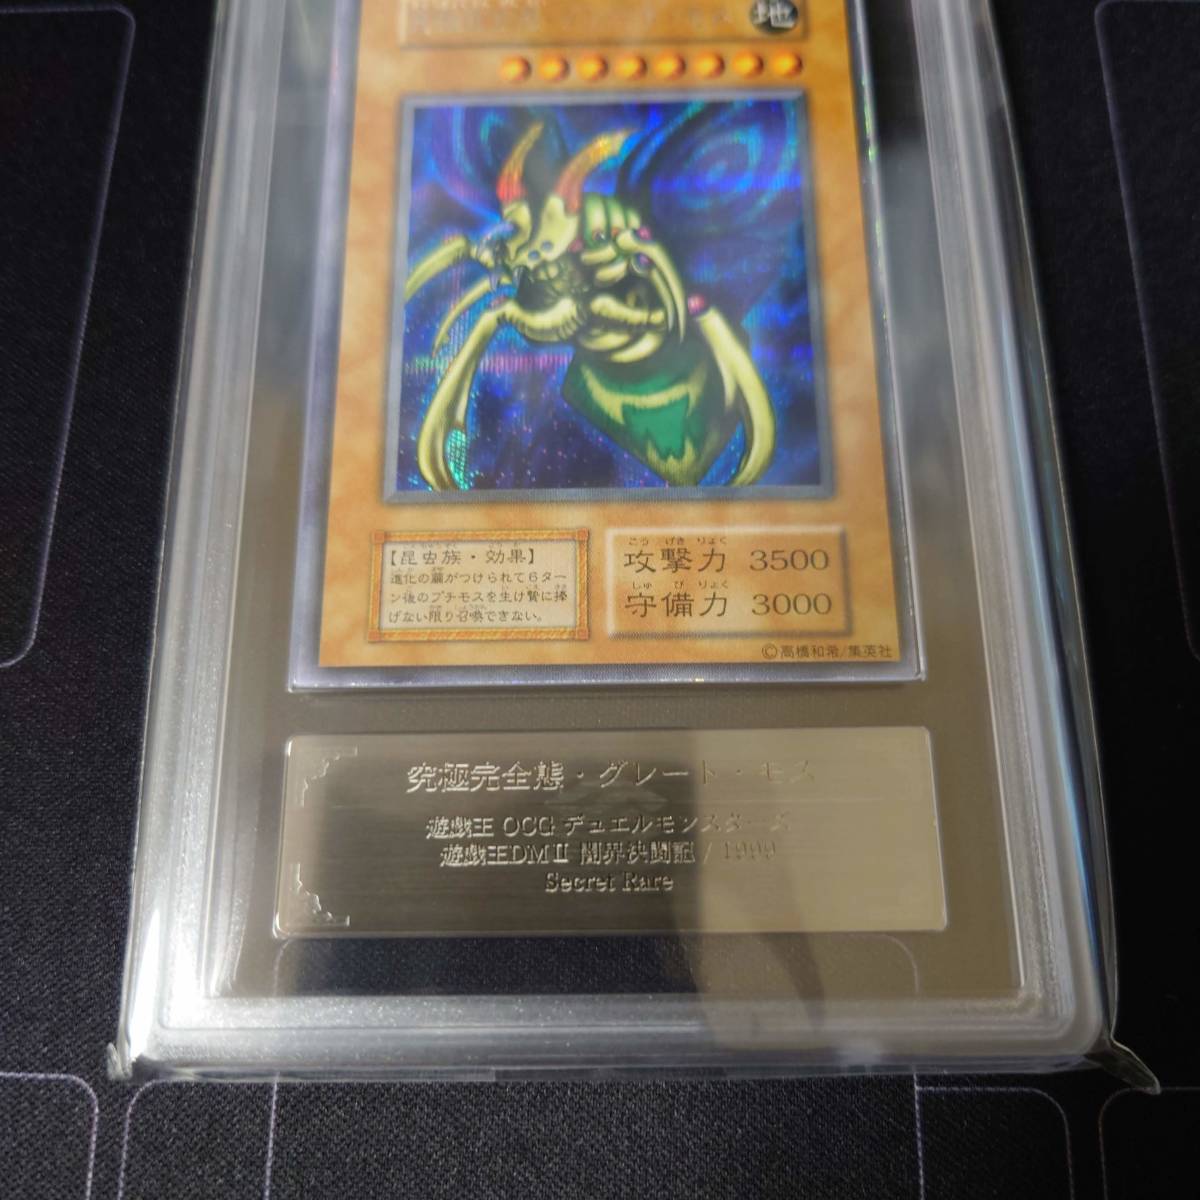 地
【昆虫族・効果】
進化の繭がつけられて6ター
ン後のプチモスを生け贄に捧
げない限り召喚できない。
こう げき りょく
攻撃力 3500
しゅ び りょく
守備力 3000
©高橋和希/集英社
究極完全態・グレート・モス
遊戯王 OCG デュエルモンスターズ
遊戯王DMⅡ 闇界決闘記 / 1999
Secret Rare